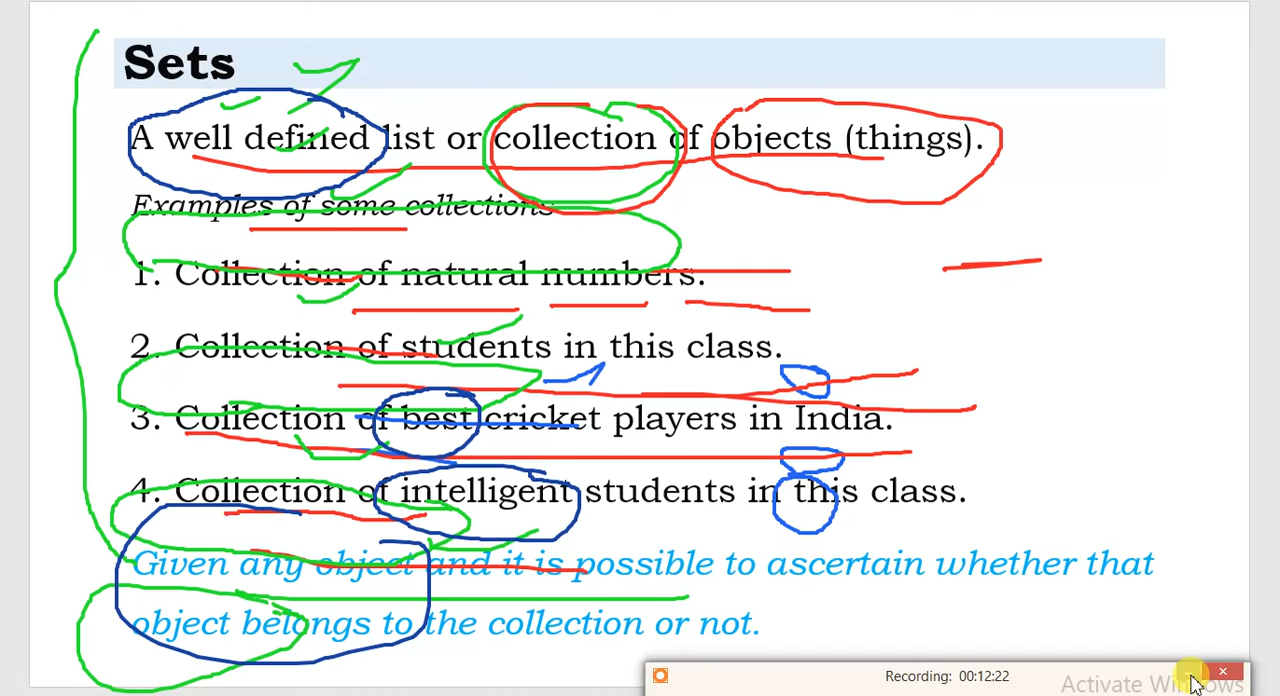 Sets
A well defined list or collection of objects (things).
Examples of some collections
1. Collection of natural numbers.
2. Collection of students in this class.
3. Collection of best cricket players in India.
4. Collection of intelligent students in this class.
Given any object and it is possible to ascertain whether that
object belongs to the collection or not.
Recording: 00:12:22
Activate Windows